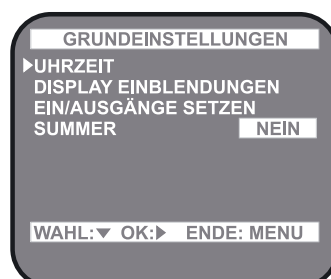 GRUNDEINSTELLUNGEN
▶UHRZEIT
DISPLAY EINBLENDUNGEN
EIN/AUSGÄNGE SETZEN
SUMMER NEIN
WAHL:▼ OK:▶ ENDE: MENU